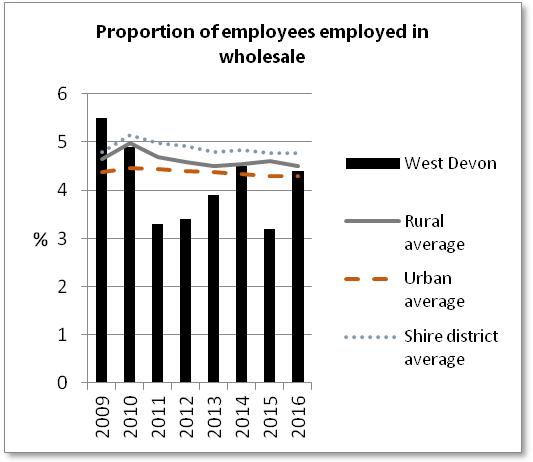 Proportion of employees employed in
wholesale
6
5
4
3
2
1
0
%
2009
2010
2011
2012
2013
2014
2015
2016
West Devon
Rural
average
Urban
average
Shire district
average